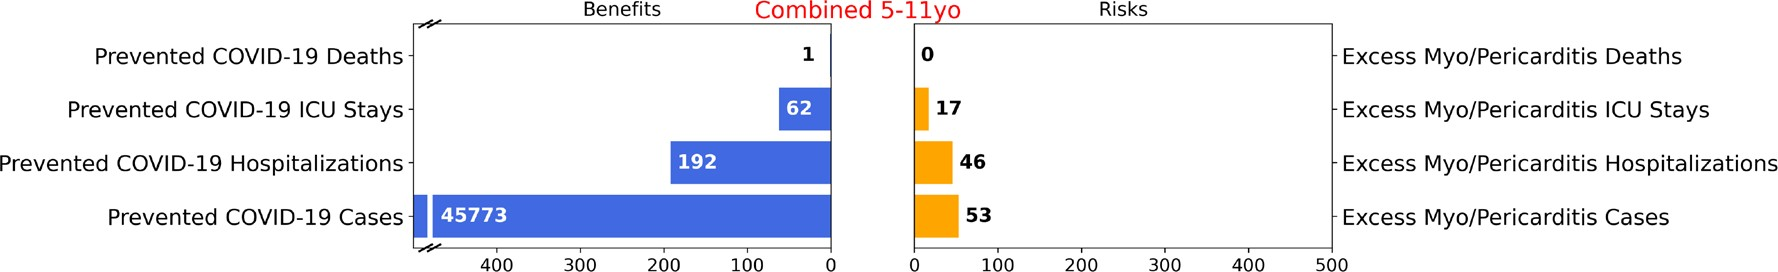 Benefits Combined 5-11yo Risks
Prevented COVID-19 Deaths 1 0 Excess Myo/Pericarditis Deaths
Prevented COVID-19 ICU Stays 62 17 Excess Myo/Pericarditis ICU Stays
Prevented COVID-19 Hospitalizations 192 46 Excess Myo/Pericarditis Hospitalizations
Prevented COVID-19 Cases 45773 53 Excess Myo/Pericarditis Cases
400 300 200 100 0 0 100 200 300 400 500